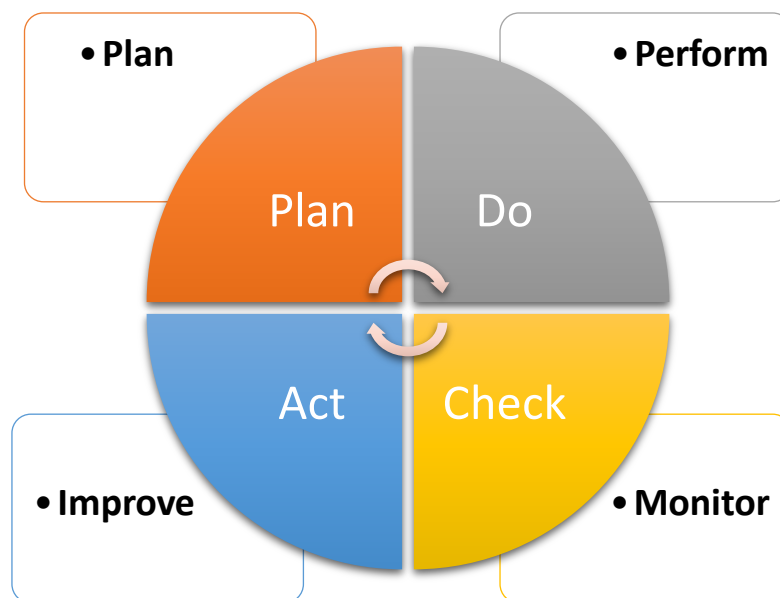 • Plan
• Perform
Plan
Do
Act
Check
• Improve
• Monitor